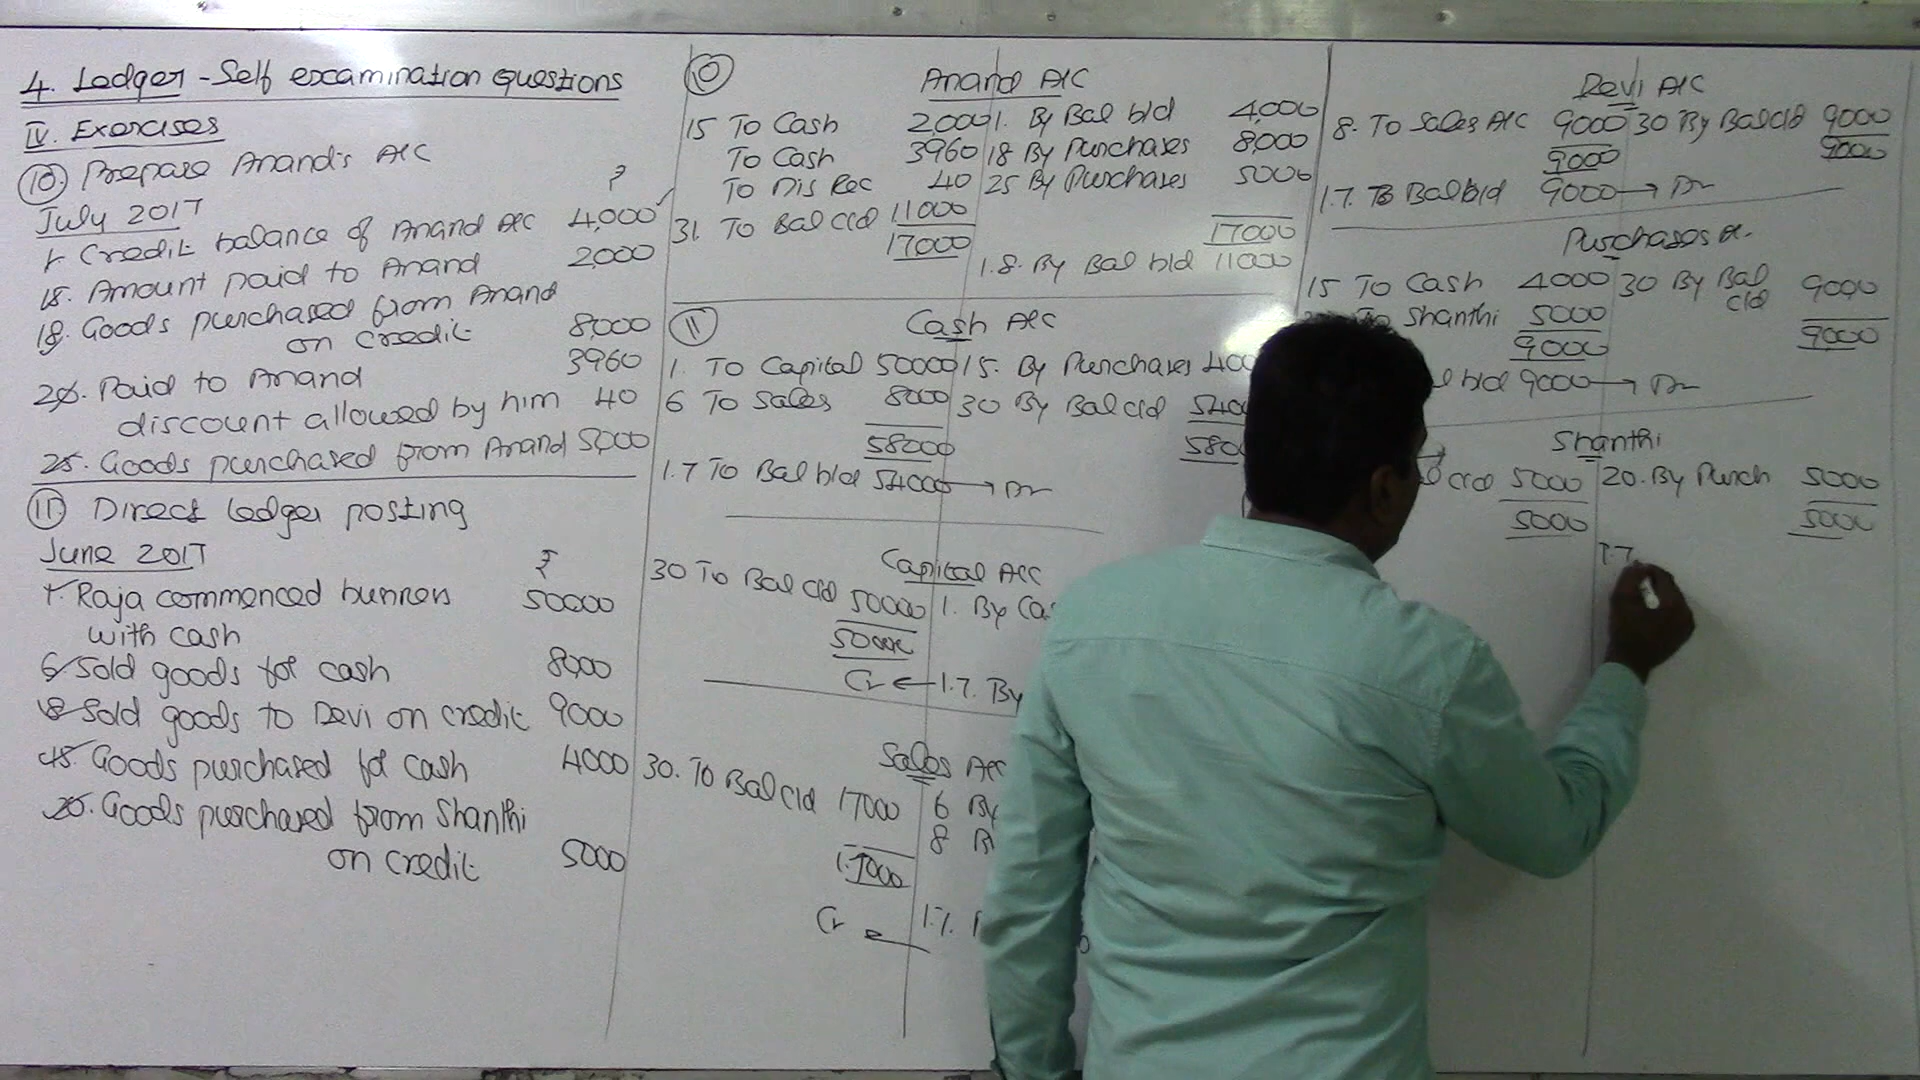 4. Ledger - Self examination questions
IV. Exercises
(10) Prepare Anand's A/C
July 2017 ₹
1. Credit balance of Anand A/C 4,000
15. Amount paid to Anand 2,000
18. Goods purchased from Anand
on credit 8,000
Paid to Anand 3960
discount allowed by him 40
25. Goods purchased from Anand 5,000
(11) Direct ledger posting
June 2017 ₹
1. Raja commenced business 50000
with cash
6. Sold goods for cash 8,000
8. Sold goods to Devi on credit 9000
15. Goods purchased for cash 4000
20. Goods purchased from Shanthi
on credit 5000
(10) Anand A/C
15 To Cash 2,000 1. By Bal b/d 4,000
To Cash 3960 18 By Purchases 8,000
To Dis Rec 40 25 By Purchases 5000
31. To Bal c/d 11000
17000 17000
1.8. By Bal b/d 11000
(11) Cash A/C
1. To Capital 50000 15. By Purchases 400
6 To Sales 8000 30 By Bal c/d 540
58000 580
1.7 To Bal b/d 54000 → Dr
Capital A/C
30 To Bal c/d 50000 1. By Cas
50000
Cr ← 1.7. By
Sales A/C
30. To Bal c/d 17000 6 By
8 B
17000
Cr ← 1.7.
Devi A/C
8. To Sales A/C 9000 30 By Bal c/d 9000
9000 9000
1.7. To Bal b/d 9000 → Dr
Purchases A/c
15 To Cash 4000 30 By Bal c/d 9000
To Shanthi 5000
9000 9000
b/d 9000 → Dr
Shanthi
c/d 5000 20. By Purch 5000
5000 5000
1.7